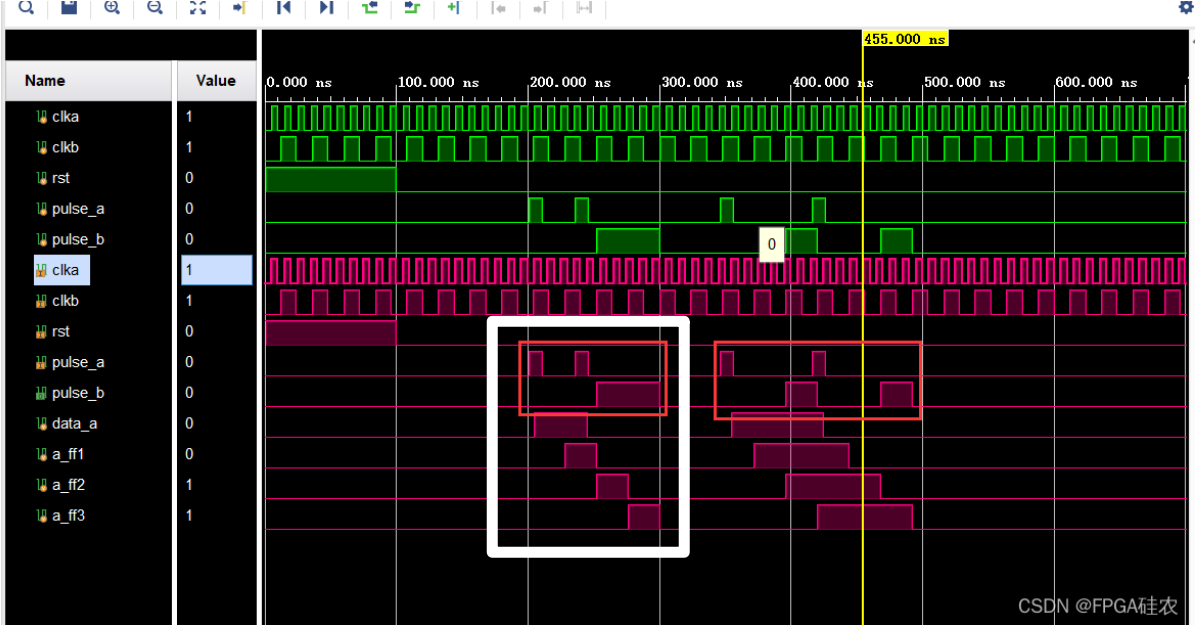 455.000 ns
Name
Value
0.000 ns
100.000 ns
200.000 ns
300.000 ns
400.000 ns
500.000 ns
600.000 ns
clka 1
clkb 1
rst 0
pulse_a 0
pulse_b 0
0
clka 1
clkb 1
rst 0
pulse_a 0
pulse_b 0
data_a 0
a_ff1 0
a_ff2 1
a_ff3 1
CSDN @FPGA硅农